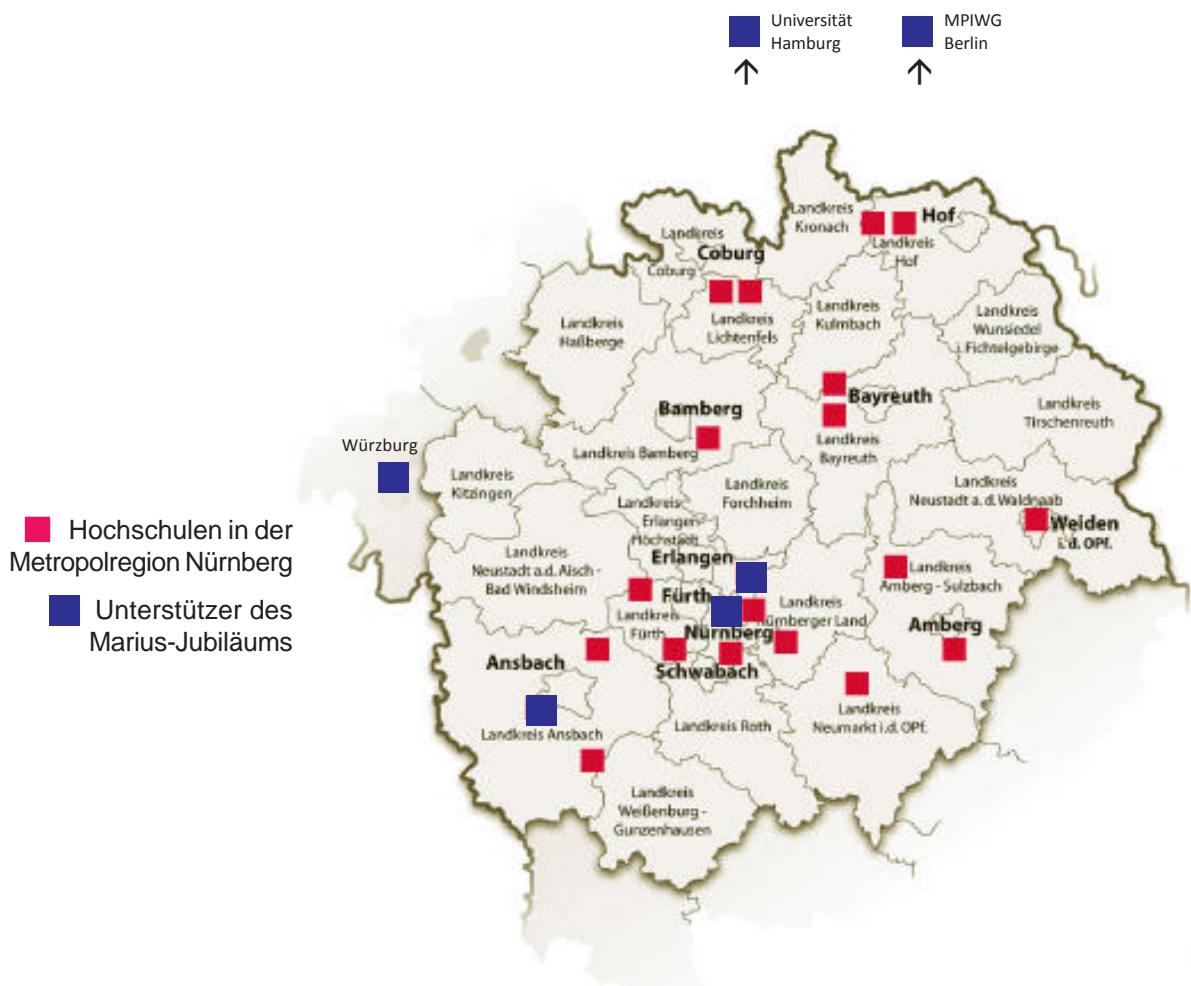 Universität
Hamburg
MPIWG
Berlin
Landkreis
Kronach
Hof
Landkreis
Hof
Landkreis
Coburg
Coburg
Landkreis
Lichtenfels
Landkreis
Kulmbach
Landkreis
Wunsiedel
i. Fichtelgebirge
Landkreis
Haßberge
Bamberg
Bayreuth
Landkreis
Tirschenreuth
Landkreis Bamberg
Landkreis
Bayreuth
Würzburg
Landkreis
Kitzingen
Landkreis
Forchheim
Landkreis
Neustadt a. d. Waldnaab
Landkreis
Erlangen-
Höchstadt
Weiden
i. d. OPf.
Hochschulen in der
Metropolregion Nürnberg
Landkreis
Neustadt a.d. Aisch -
Bad Windsheim
Erlangen
Landkreis
Amberg - Sulzbach
Unterstützer des
Marius-Jubiläums
Fürth
Landkreis
Fürth
Landkreis
Nürnberger Land
Nürnberg
Amberg
Ansbach
Schwabach
Landkreis Ansbach
Landkreis Roth
Landkreis
Neumarkt i.d. OPf.
Landkreis
Weißenburg -
Gunzenhausen